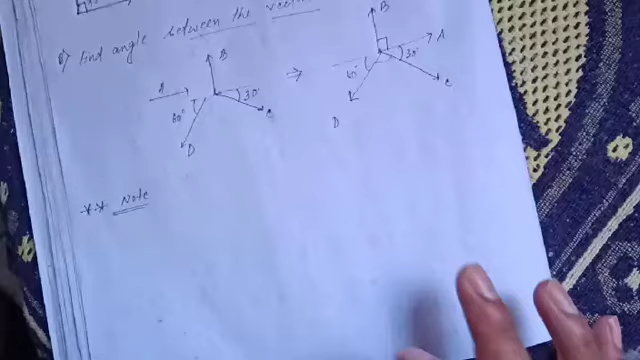 Find angle between the vectors
B
A
30°
60°
C
D
⇒
B
A
30°
60°
C
D
** Note